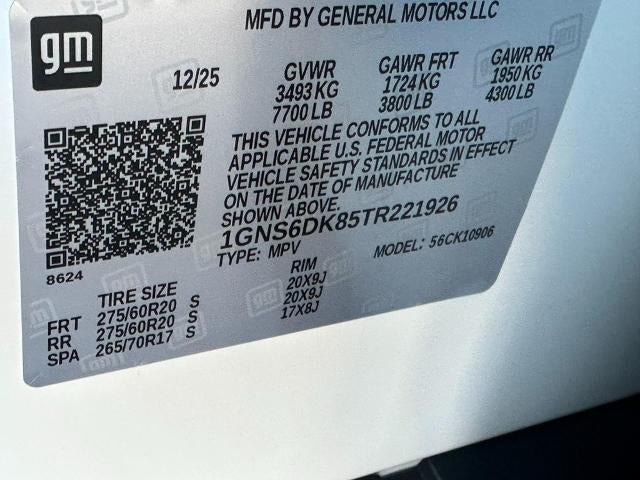 MFD BY GENERAL MOTORS LLC
gm
12/25
GVWR
3493 KG
7700 LB
GAWR FRT
1724 KG
3800 LB
GAWR RR
1950 KG
4300 LB
THIS VEHICLE CONFORMS TO ALL
APPLICABLE U.S. FEDERAL MOTOR
VEHICLE SAFETY STANDARDS IN EFFECT
ON THE DATE OF MANUFACTURE
SHOWN ABOVE.
1GNS6DK85TR221926
TYPE: MPV MODEL: 56CK10906
8624
TIRE SIZE RIM
FRT 275/60R20 S 20X9J
RR 275/60R20 S 20X9J
SPA 265/70R17 S 17X8J